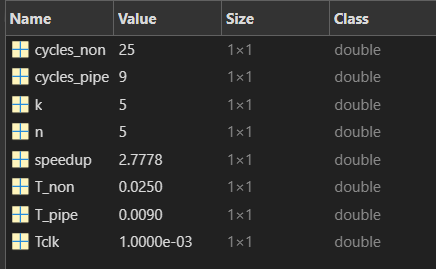 Name Value Size Class
cycles_non 25 1×1 double
cycles_pipe 9 1×1 double
k 5 1×1 double
n 5 1×1 double
speedup 2.7778 1×1 double
T_non 0.0250 1×1 double
T_pipe 0.0090 1×1 double
Tclk 1.0000e-03 1×1 double